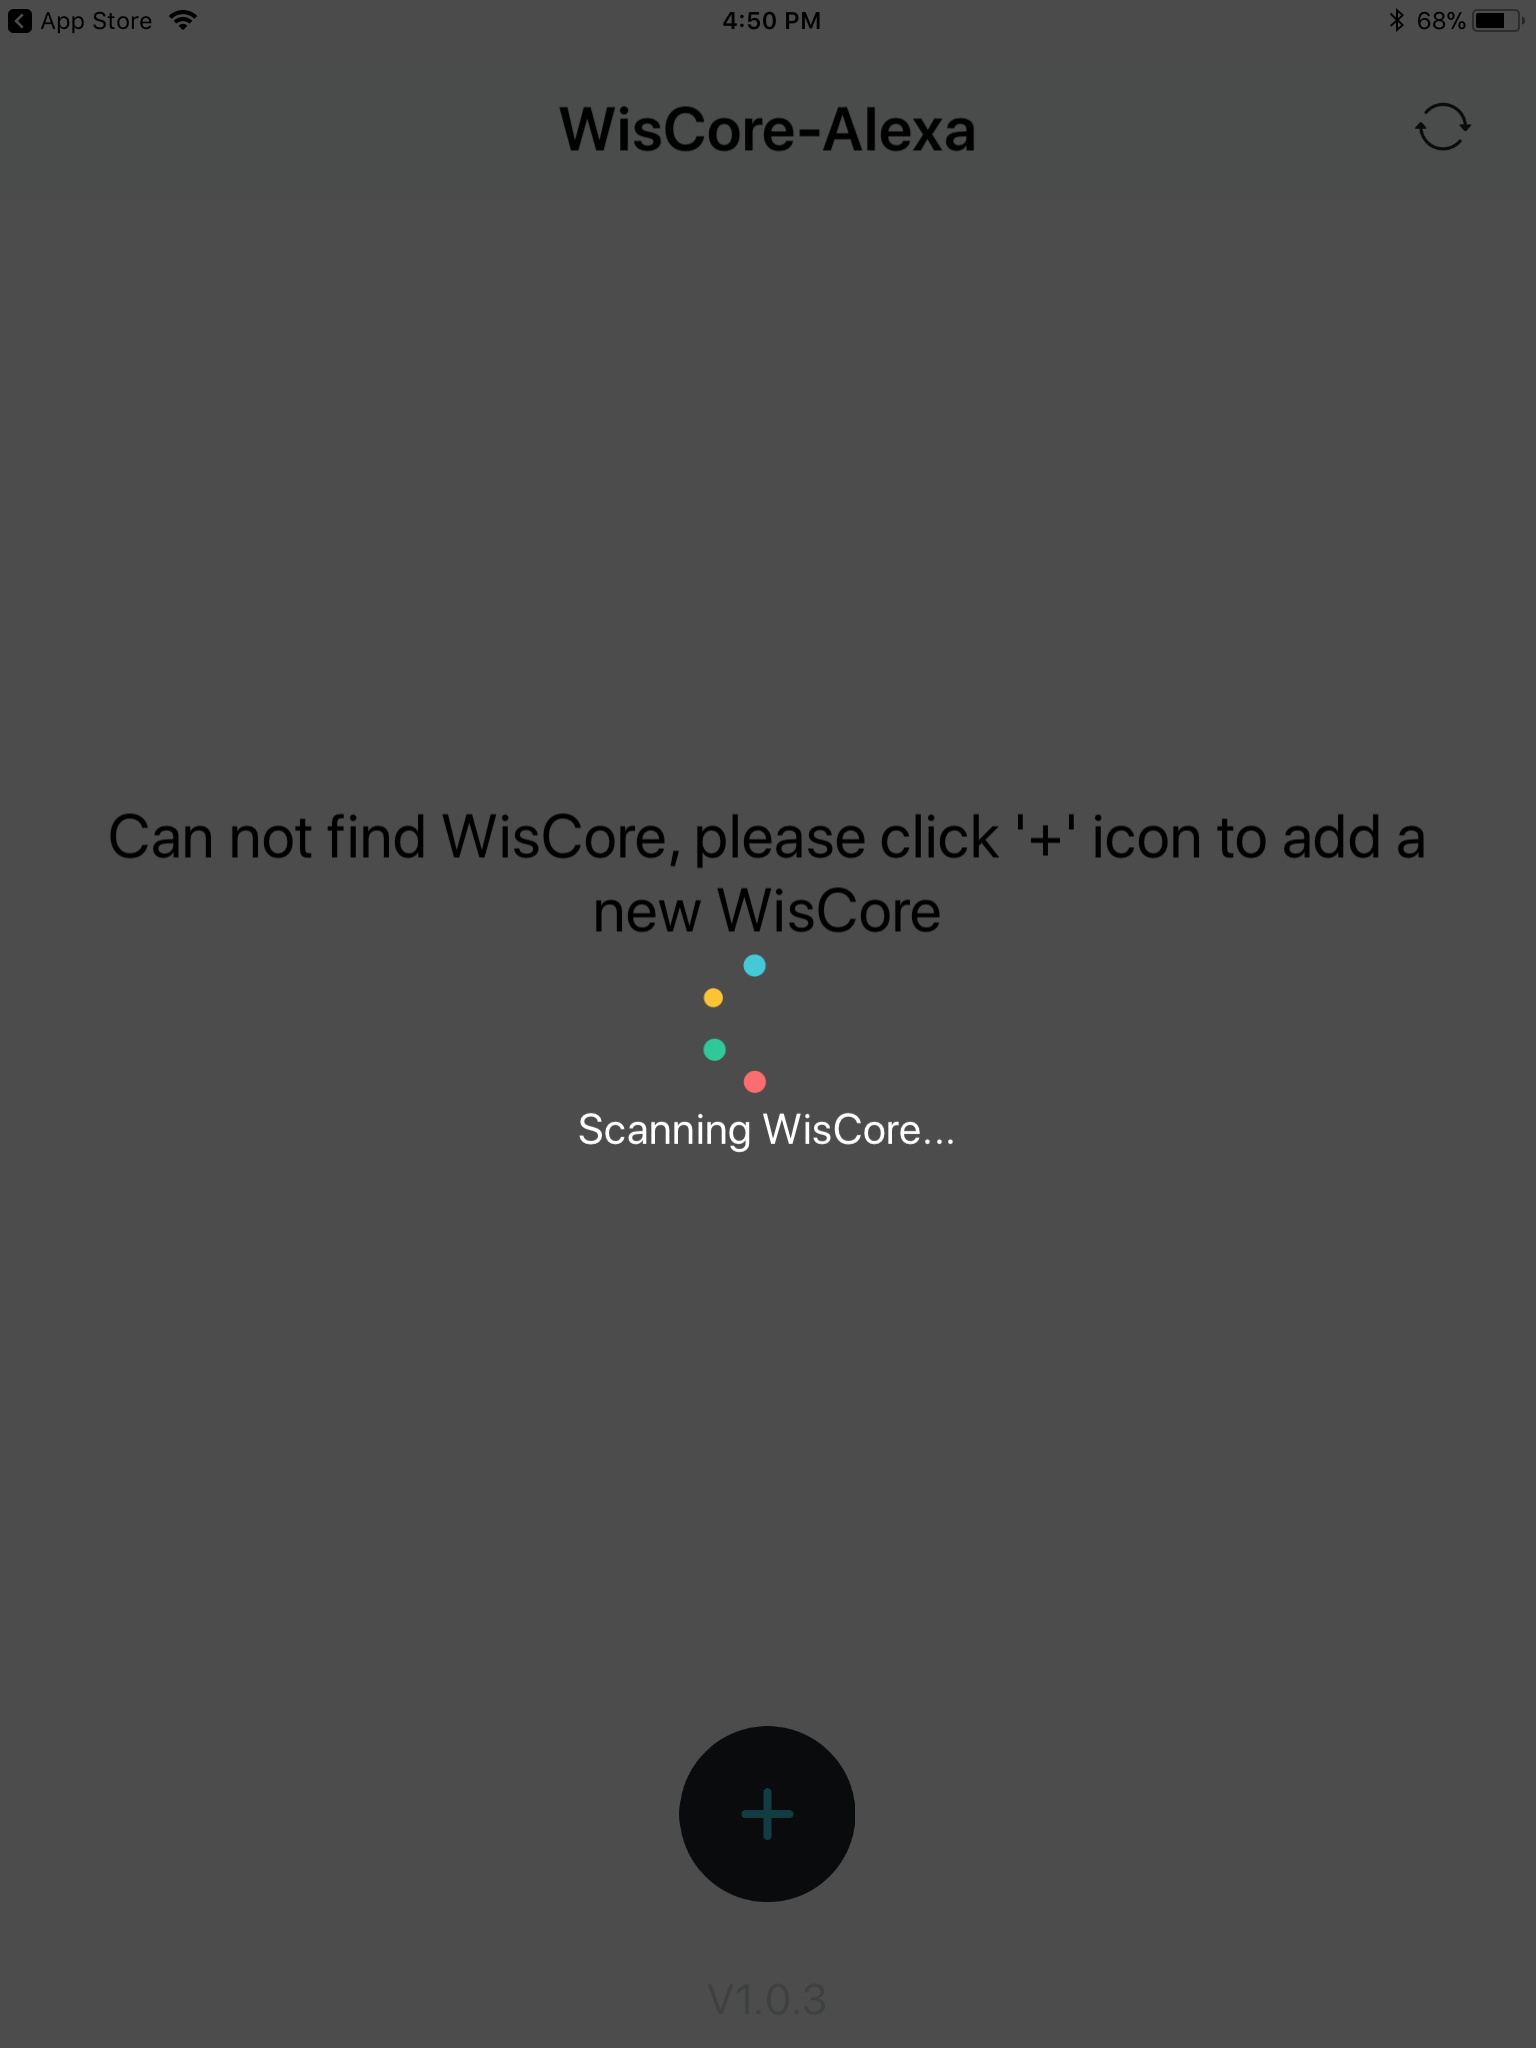 App Store
4:50 PM
68%
WisCore-Alexa
Can not find WisCore, please click '+' icon to add a
new WisCore
Scanning WisCore...
V1.0.3